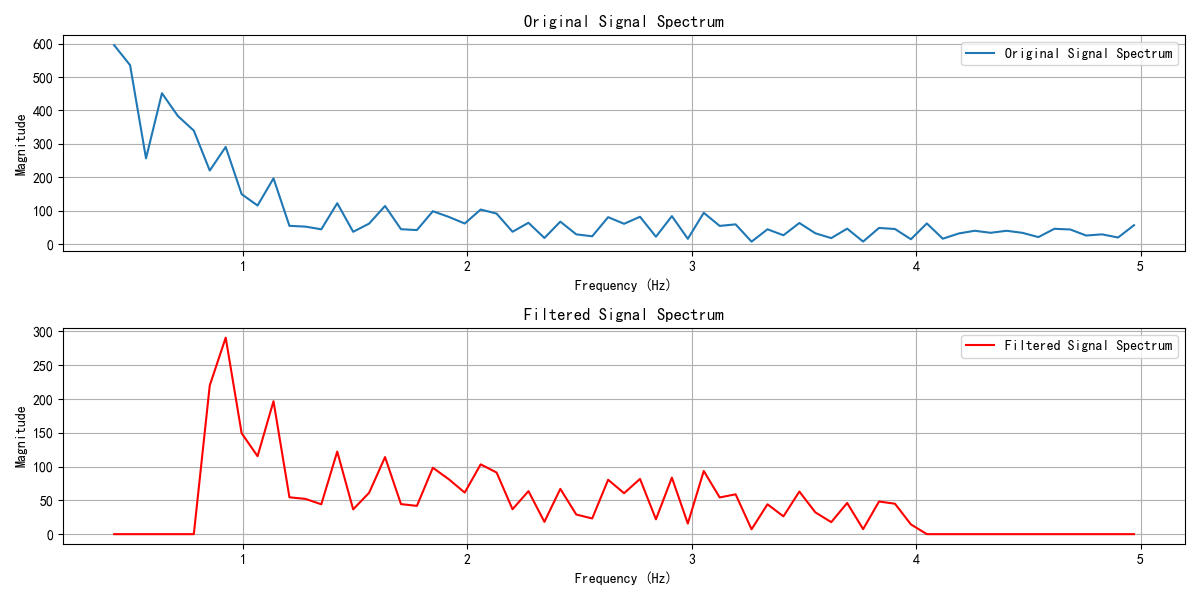 Original Signal Spectrum
Original Signal Spectrum
Magnitude
600
500
400
300
200
100
0
1 2 3 4 5
Frequency (Hz)
Filtered Signal Spectrum
Filtered Signal Spectrum
Magnitude
300
250
200
150
100
50
0
1 2 3 4 5
Frequency (Hz)